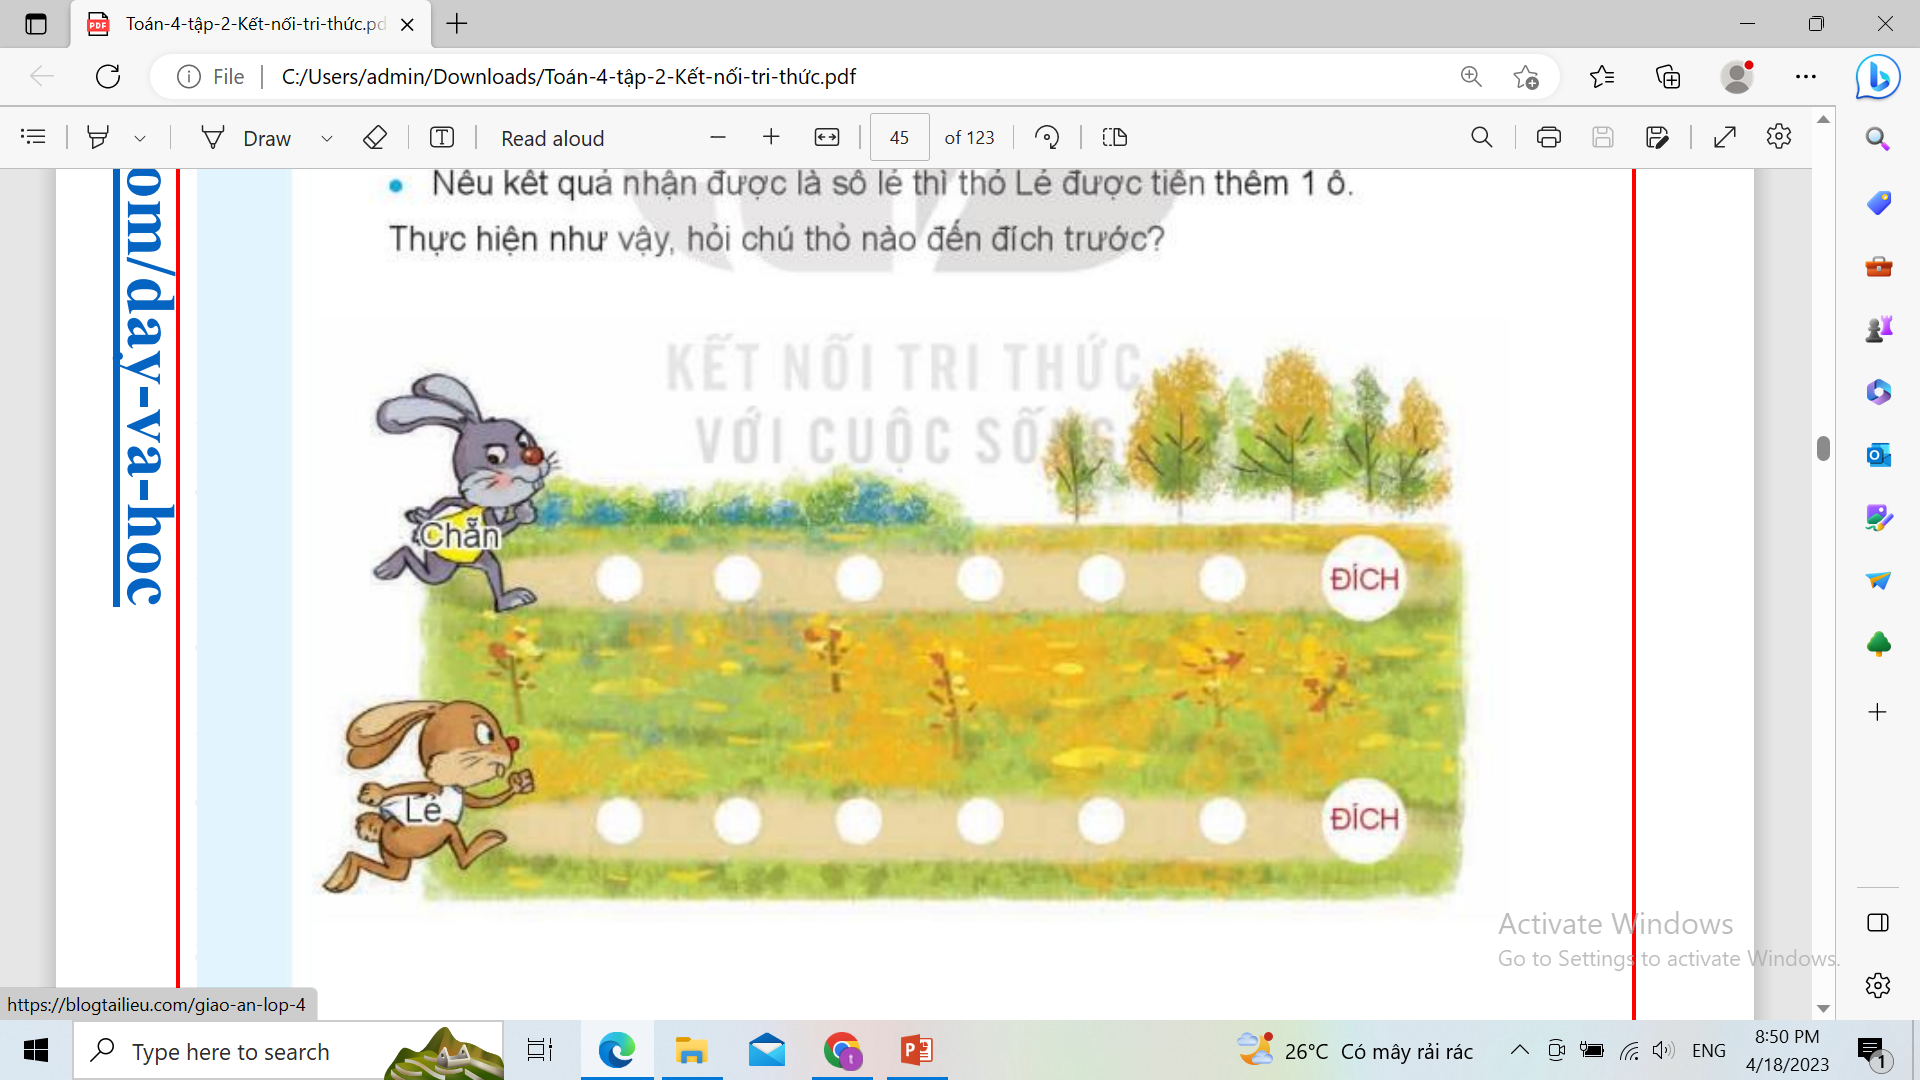 Toán-4-tập-2-Kết-nối-tri-thức.pd
File
C:/Users/admin/Downloads/Toán-4-tập-2-Kết-nối-tri-thức.pdf
Draw
Read aloud
45 of 123
om/dạy-va-hoc
Nếu kết quả nhận được là số lẻ thì thỏ Lẻ được tiến thêm 1 ô.
Thực hiện như vậy, hỏi chú thỏ nào đến đích trước?
KẾT NỐI TRI THỨC
VỚI CUỘC SỐNG
Chẵn
ĐÍCH
Lẻ
ĐÍCH
Activate Windows
Go to Settings to activate Windows.
https://blogtailieu.com/giao-an-lop-4
Type here to search
26°C Có mây rải rác
ENG
8:50 PM
4/18/2023
1